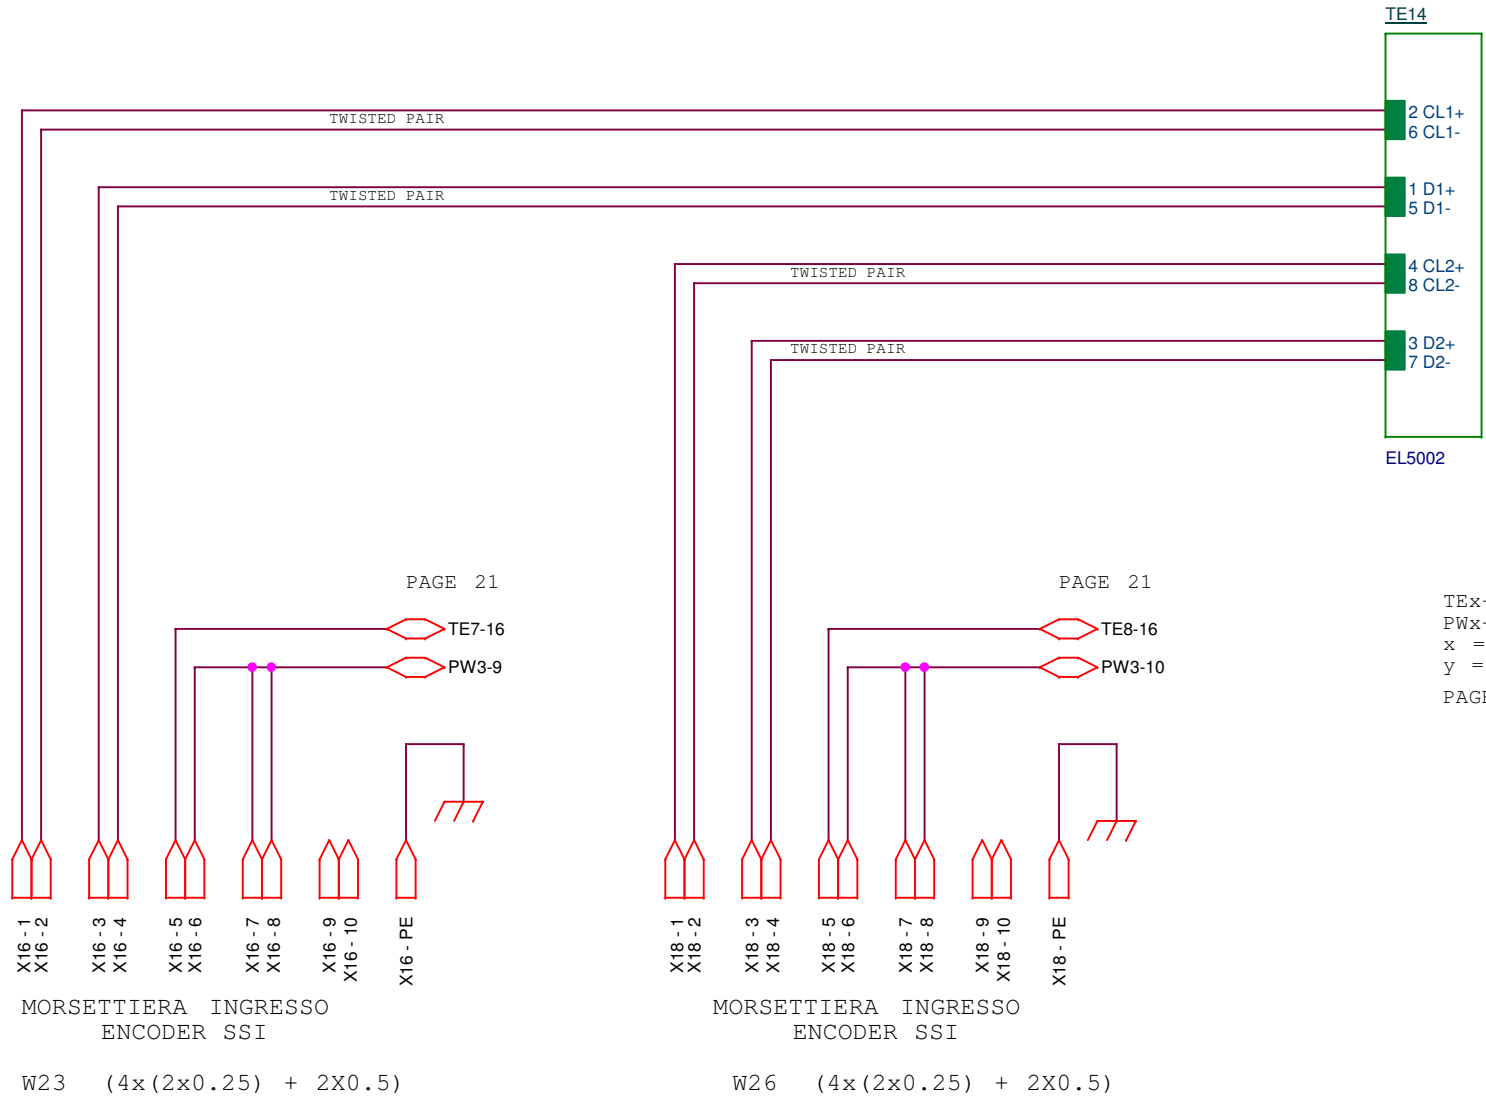 TE14
2 CL1+
TWISTED PAIR
6 CL1-
1 D1+
TWISTED PAIR
5 D1-
4 CL2+
TWISTED PAIR
8 CL2-
3 D2+
TWISTED PAIR
7 D2-
EL5002
PAGE 21
PAGE 21
TE7-16
TE8-16
PW3-9
PW3-10
TEx-
PWx-
x =
y =
PAGE
X16 - 1
X16 - 2
X16 - 3
X16 - 4
X16 - 5
X16 - 6
X16 - 7
X16 - 8
X16 - 9
X16 - 10
X16 - PE
X18 - 1
X18 - 2
X18 - 3
X18 - 4
X18 - 5
X18 - 6
X18 - 7
X18 - 8
X18 - 9
X18 - 10
X18 - PE
MORSETTIERA INGRESSO
ENCODER SSI
MORSETTIERA INGRESSO
ENCODER SSI
W23 (4x(2x0.25) + 2X0.5)
W26 (4x(2x0.25) + 2X0.5)